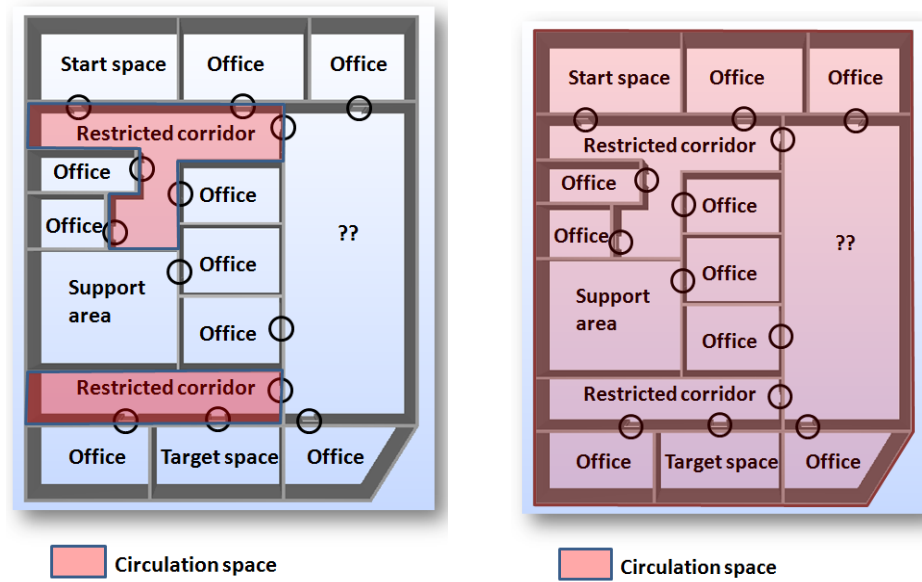 Start space
Office
Office
Restricted corridor
Office
Office
Office
??
Office
Support
area
Office
Restricted corridor
Office
Target space
Office
Circulation space
Start space
Office
Office
Restricted corridor
Office
Office
Office
??
Office
Support
area
Office
Restricted corridor
Office
Target space
Office
Circulation space